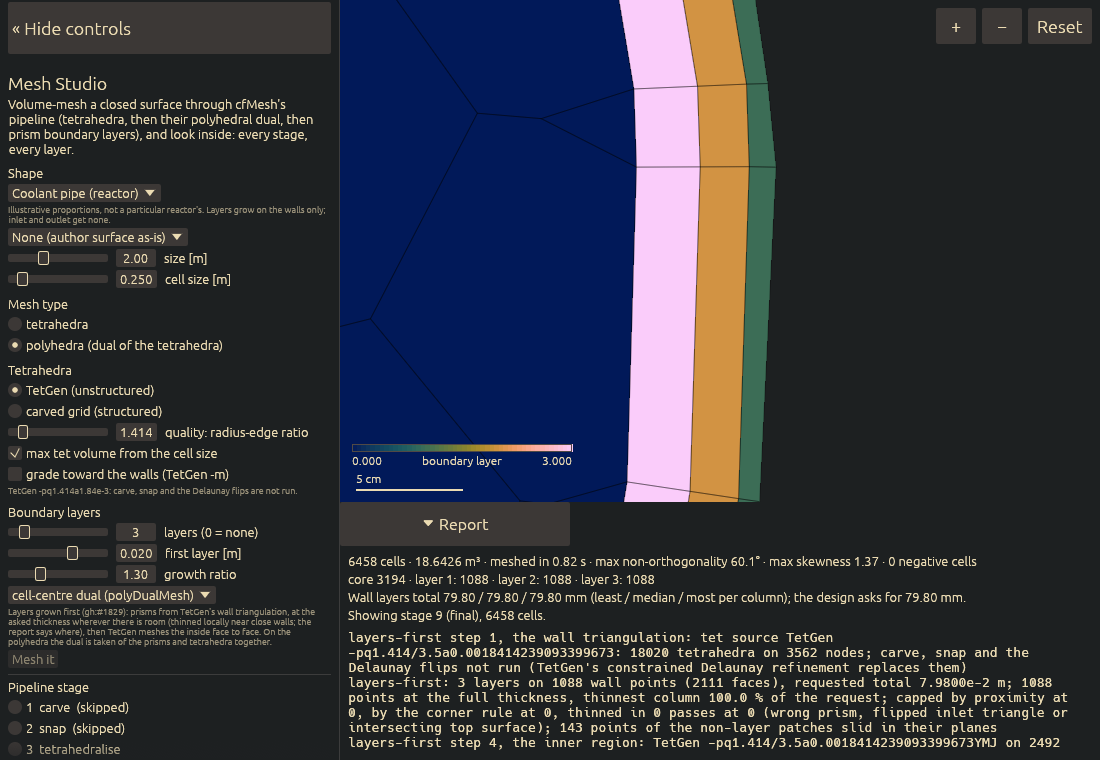 « Hide controls
+
−
Reset
Mesh Studio
Volume-mesh a closed surface through cfMesh's
pipeline (tetrahedra, then their polyhedral dual, then
prism boundary layers), and look inside: every stage,
every layer.
Shape
Coolant pipe (reactor)
Illustrative proportions, not a particular reactor's. Layers grow on the walls only;
inlet and outlet get none.
None (author surface as-is)
2.00 size [m]
0.250 cell size [m]
Mesh type
tetrahedra
polyhedra (dual of the tetrahedra)
Tetrahedra
TetGen (unstructured)
carved grid (structured)
1.414 quality: radius-edge ratio
max tet volume from the cell size
grade toward the walls (TetGen -m)
TetGen -pq1.414a1.84e-3: carve, snap and the Delaunay flips are not run.
Boundary layers
3 layers (0 = none)
0.020 first layer [m]
1.30 growth ratio
cell-centre dual (polyDualMesh)
Layers grown first (gh:#1829): prisms from TetGen's wall triangulation, at the
asked thickness wherever there is room (thinned locally near close walls; the
report says where), then TetGen meshes the inside face to face. On the
polyhedra the dual is taken of the prisms and tetrahedra together.
Mesh it
Pipeline stage
1 carve (skipped)
2 snap (skipped)
3 tetrahedralise
0.000 boundary layer 3.000
5 cm
Report
6458 cells · 18.6426 m³ · meshed in 0.82 s · max non-orthogonality 60.1° · max skewness 1.37 · 0 negative cells
core 3194 · layer 1: 1088 · layer 2: 1088 · layer 3: 1088
Wall layers total 79.80 / 79.80 / 79.80 mm (least / median / most per column); the design asks for 79.80 mm.
Showing stage 9 (final), 6458 cells.
layers-first step 1, the wall triangulation: tet source TetGen
-pq1.414/3.5a0.0018414239093399673: 18020 tetrahedra on 3562 nodes; carve, snap and the
Delaunay flips not run (TetGen's constrained Delaunay refinement replaces them)
layers-first: 3 layers on 1088 wall points (2111 faces), requested total 7.9800e-2 m; 1088
points at the full thickness, thinnest column 100.0 % of the request; capped by proximity at
0, by the corner rule at 0, thinned in 0 passes at 0 (wrong prism, flipped inlet triangle or
intersecting top surface); 143 points of the non-layer patches slid in their planes
layers-first step 4, the inner region: TetGen -pq1.414/3.5a0.0018414239093399673YMJ on 2492